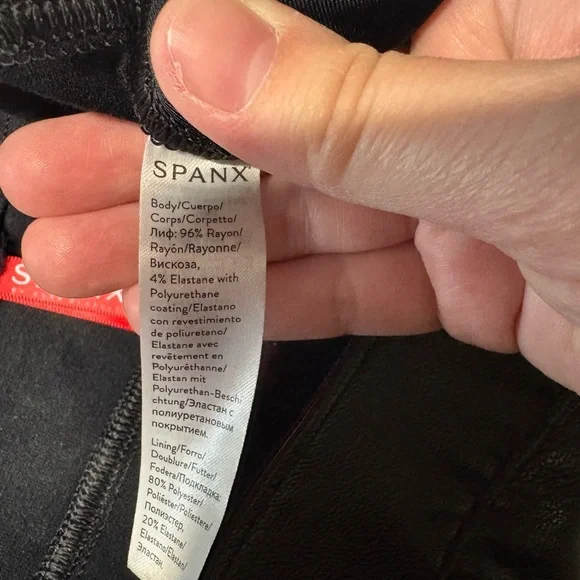 SPANX
Body/Cuerpo/
Corps/Corpetto/
Лиф: 96% Rayon/
Rayón/Rayonne/
Вискоза,
4% Elastane with
Polyurethane
coating/Elastano
con revestimiento
de poliuretano/
Elastane avec
revêtement en
Polyuréthanne/
Elastan mit
Polyurethan-Beschi
chtung/Эластан с
полиуретановым
покрытием.
Lining/Forro/
Doublure/Futter/
Fodera/Подкладка:
80% Polyester/
Poliéster/Poliestere/
Полиэстер,
20% Elastane/
Elastano/Elastan/
Эластан.
S
X